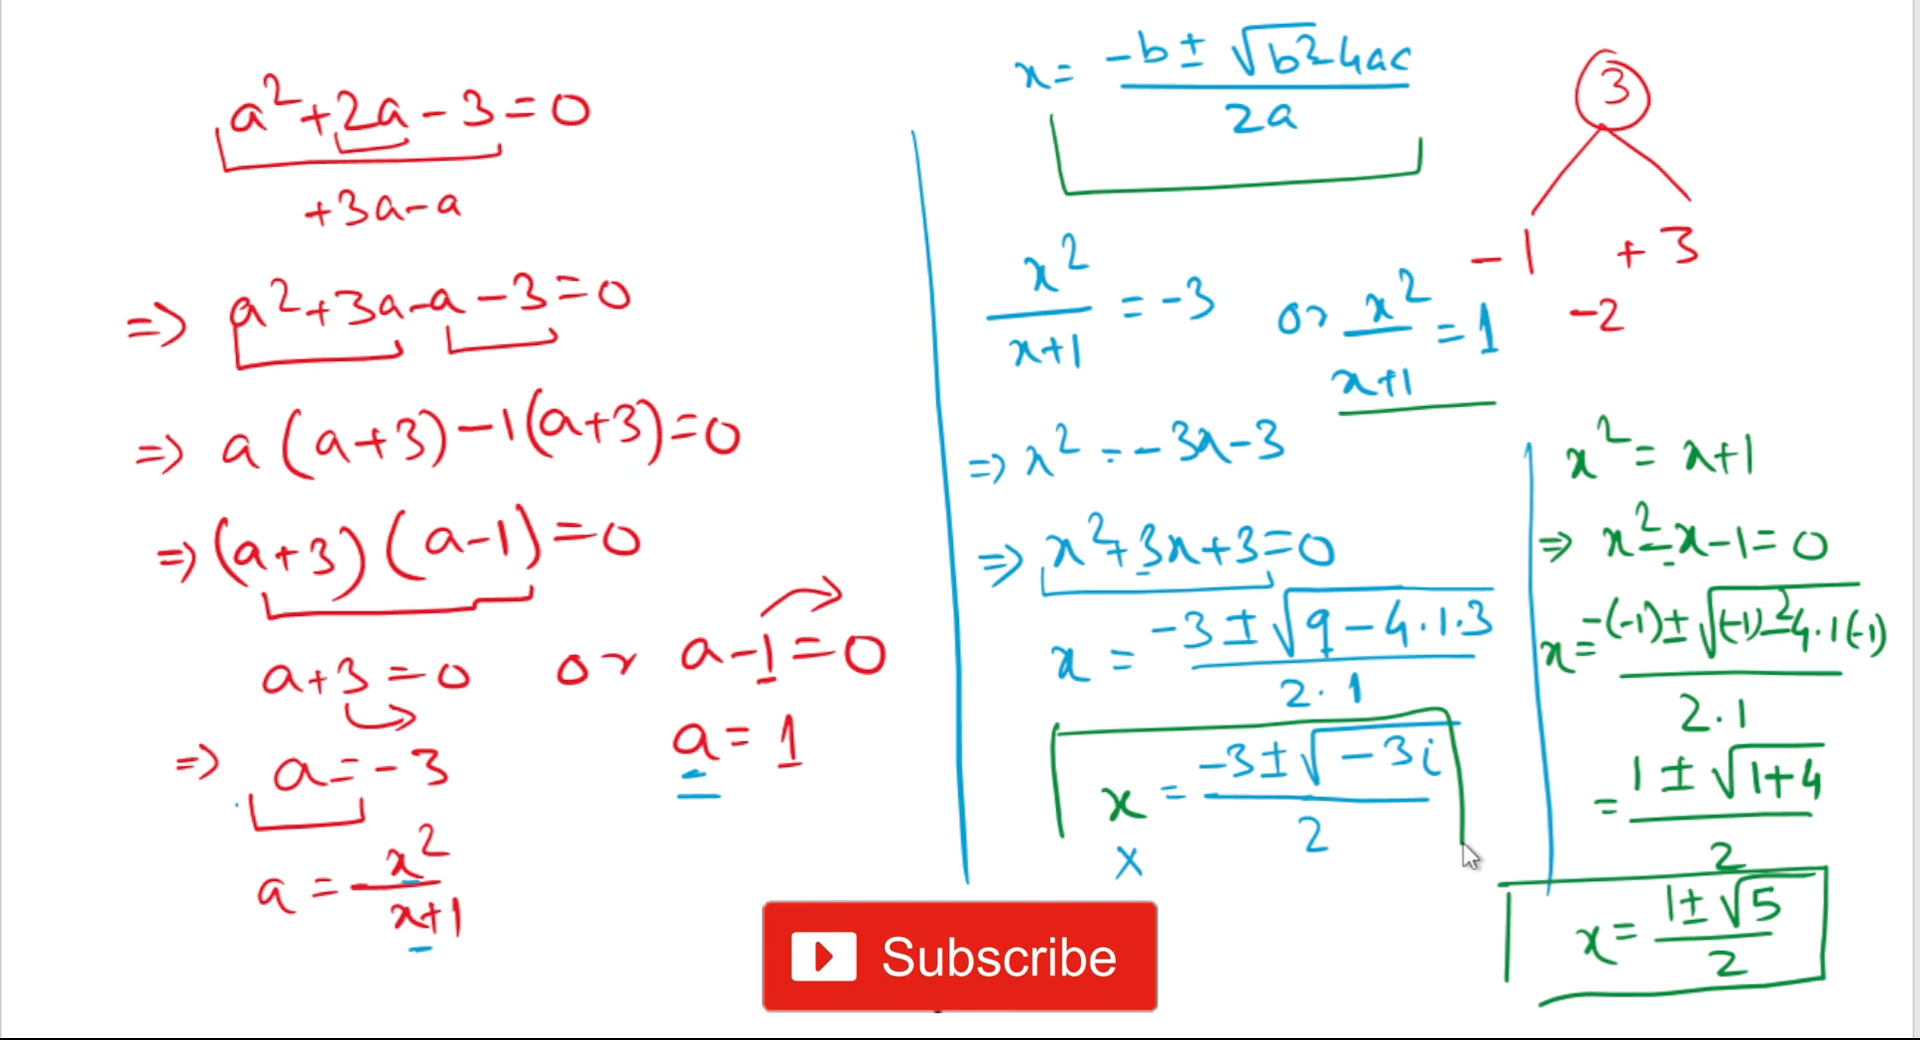 a²+2a-3=0
+3a-a
=> a²+3a-a-3=0
=> a(a+3)-1(a+3)=0
=> (a+3)(a-1)=0
a+3=0 or a-1=0
=> a=-3 a=1
a= x²/x+1
x= -b± √b²-4ac / 2a
x²/x+1 = -3 or x²/x+1 = 1
=> x² = -3x-3
=> x²+3x+3=0
x = -3±√9-4.1.3 / 2.1
x = -3±√-3i / 2
x
3
-1 +3
-2
x² = x+1
=> x²-x-1=0
x= -(-1)±√(-1)²-4.1(-1) / 2.1
= 1±√1+4 / 2
x= 1±√5 / 2
Subscribe